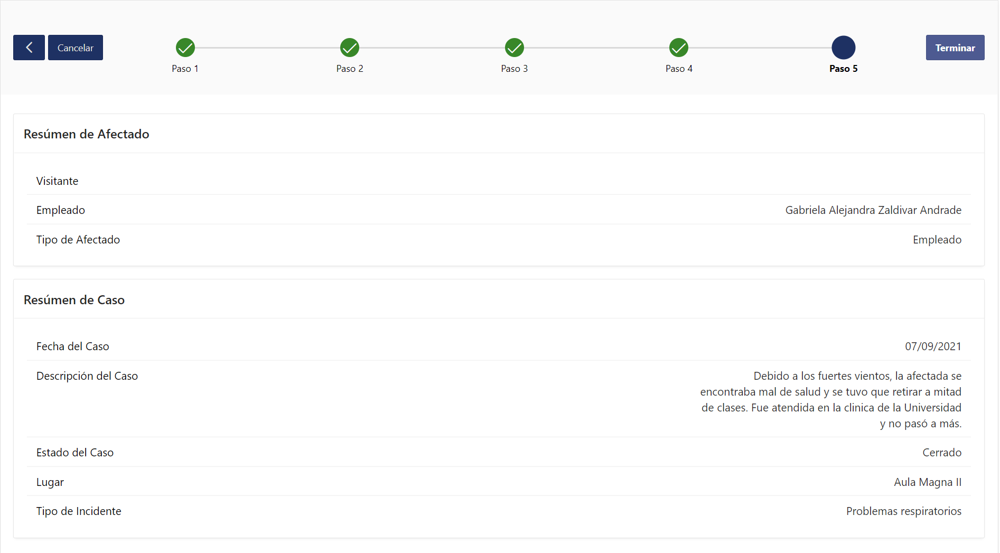 Cancelar
Paso 1
Paso 2
Paso 3
Paso 4
Paso 5
Terminar
Resúmen de Afectado
Visitante
Empleado Gabriela Alejandra Zaldivar Andrade
Tipo de Afectado Empleado
Resúmen de Caso
Fecha del Caso 07/09/2021
Descripción del Caso Debido a los fuertes vientos, la afectada se
encontraba mal de salud y se tuvo que retirar a mitad
de clases. Fue atendida en la clinica de la Universidad
y no pasó a más.
Estado del Caso Cerrado
Lugar Aula Magna II
Tipo de Incidente Problemas respiratorios